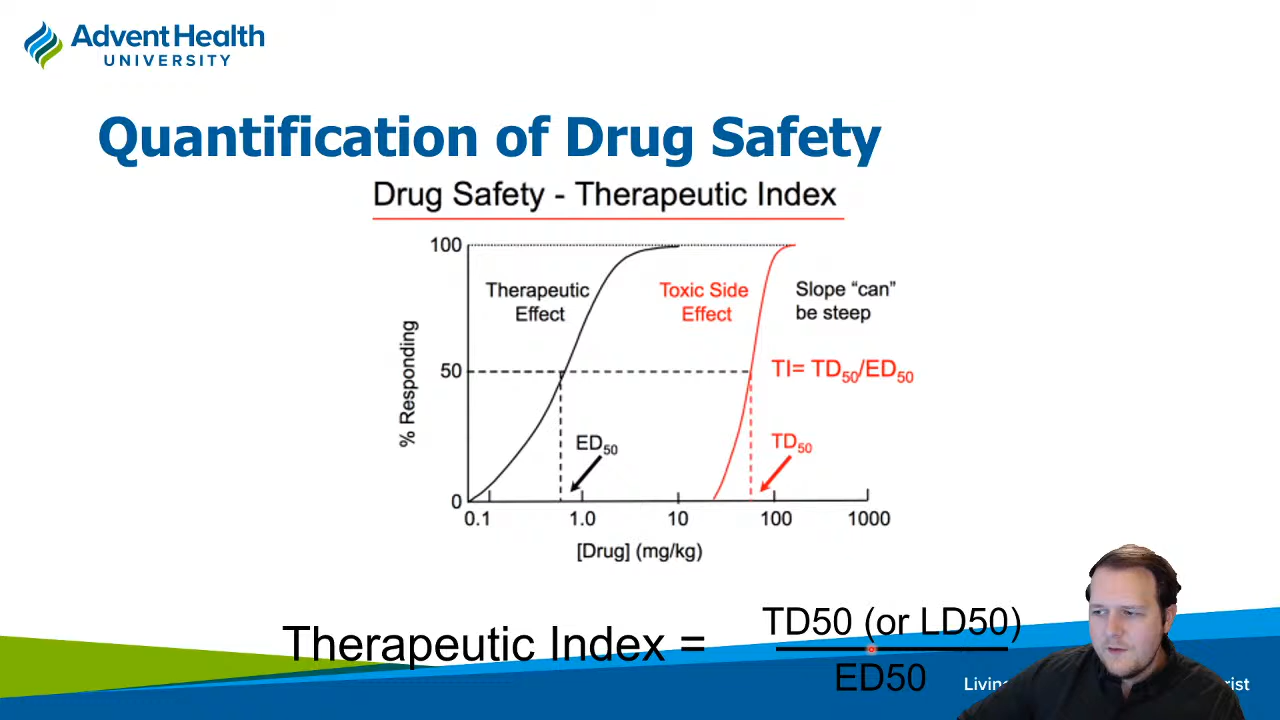 Advent Health
UNIVERSITY
Quantification of Drug Safety
Drug Safety - Therapeutic Index
100
Therapeutic
Effect
Toxic Side
Effect
Slope “can”
be steep
50
TI= TD50/ED50
% Responding
ED50
TD50
0
0.1 1.0 10 100 1000
[Drug] (mg/kg)
Therapeutic Index =
TD50 (or LD50)
ED50